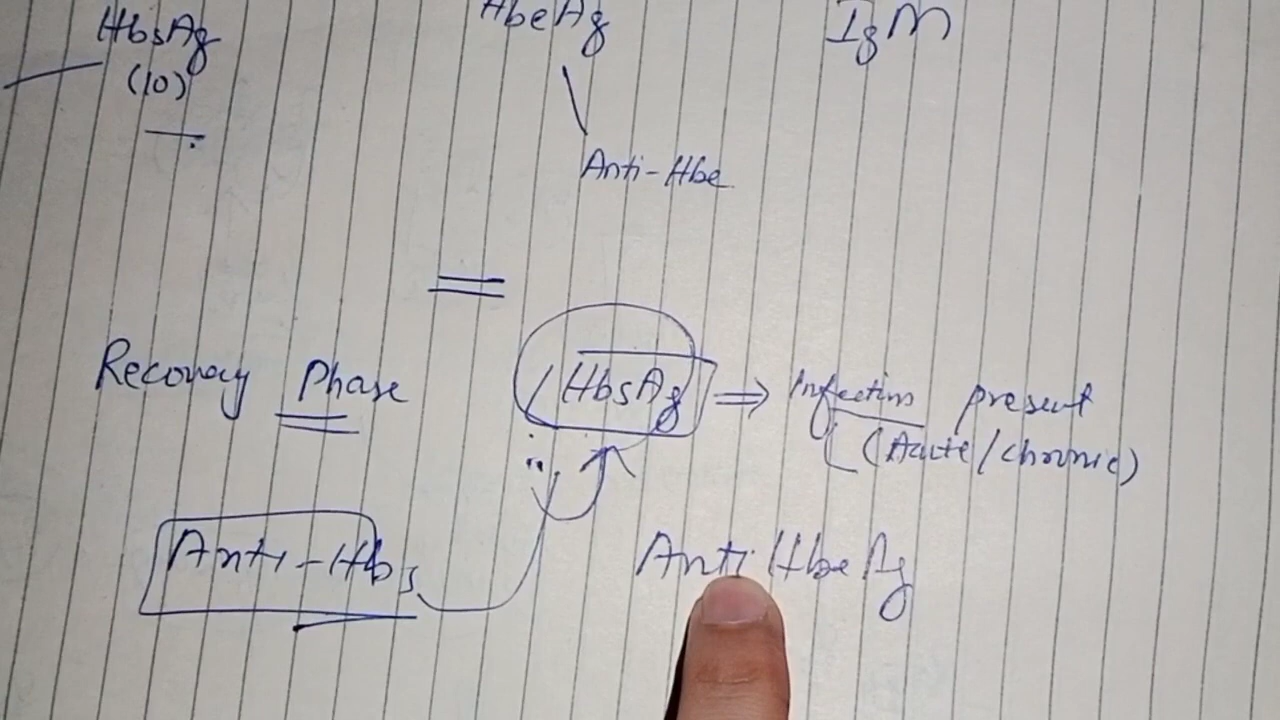 HbsAg HbeAg IgM
(10)
Anti-Hbe
Recovery Phase HbsAg ⇒ Infection present
(Acute/chronic)
Anti-Hbs Anti HbeAg